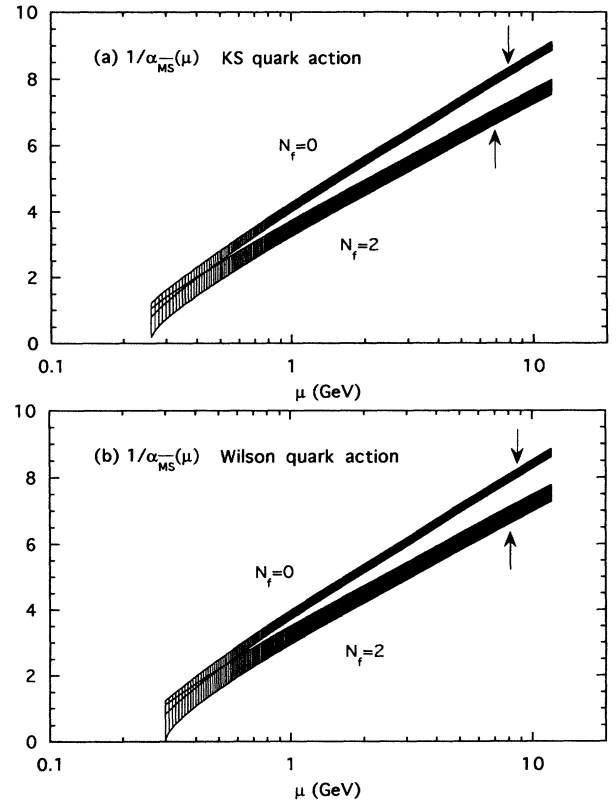 10
(a) 1/α_MS̅(μ) KS quark action
8
6
N_f=0
4
N_f=2
2
0
0.1 1 10
μ (GeV)
10
(b) 1/α_MS̅(μ) Wilson quark action
8
6
N_f=0
4
N_f=2
2
0
0.1 1 10
μ (GeV)